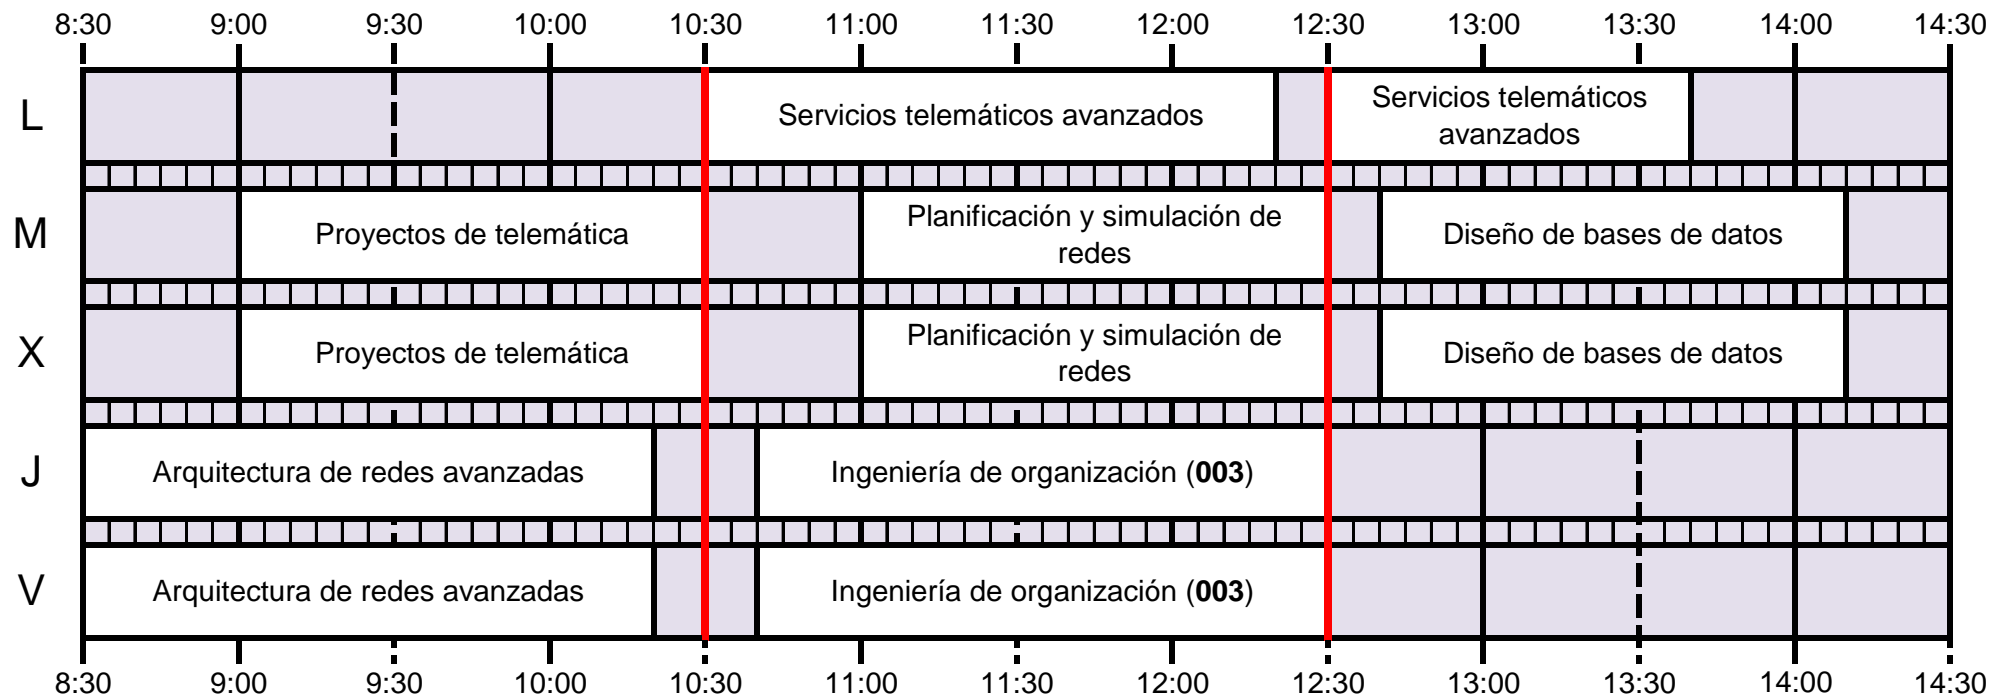 8:30 9:00 9:30 10:00 10:30 11:00 11:30 12:00 12:30 13:00 13:30 14:00 14:30
L
Servicios telemáticos avanzados
Servicios telemáticos
avanzados
M
Proyectos de telemática
Planificación y simulación de
redes
Diseño de bases de datos
X
Proyectos de telemática
Planificación y simulación de
redes
Diseño de bases de datos
J
Arquitectura de redes avanzadas
Ingeniería de organización (003)
V
Arquitectura de redes avanzadas
Ingeniería de organización (003)
8:30 9:00 9:30 10:00 10:30 11:00 11:30 12:00 12:30 13:00 13:30 14:00 14:30